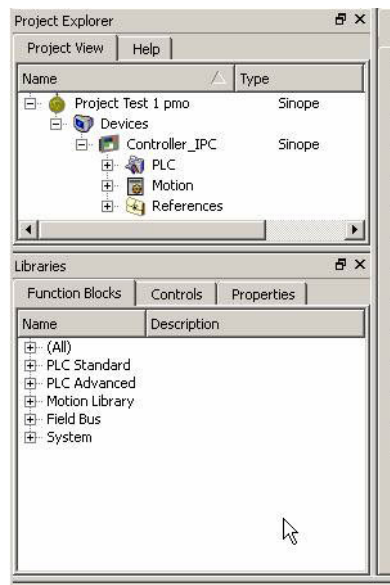 Project Explorer
Project View Help
Name Type
Project Test 1 pmo Sinope
Devices
Controller_IPC Sinope
PLC
Motion
References
Libraries
Function Blocks Controls Properties
Name Description
(All)
PLC Standard
PLC Advanced
Motion Library
Field Bus
System